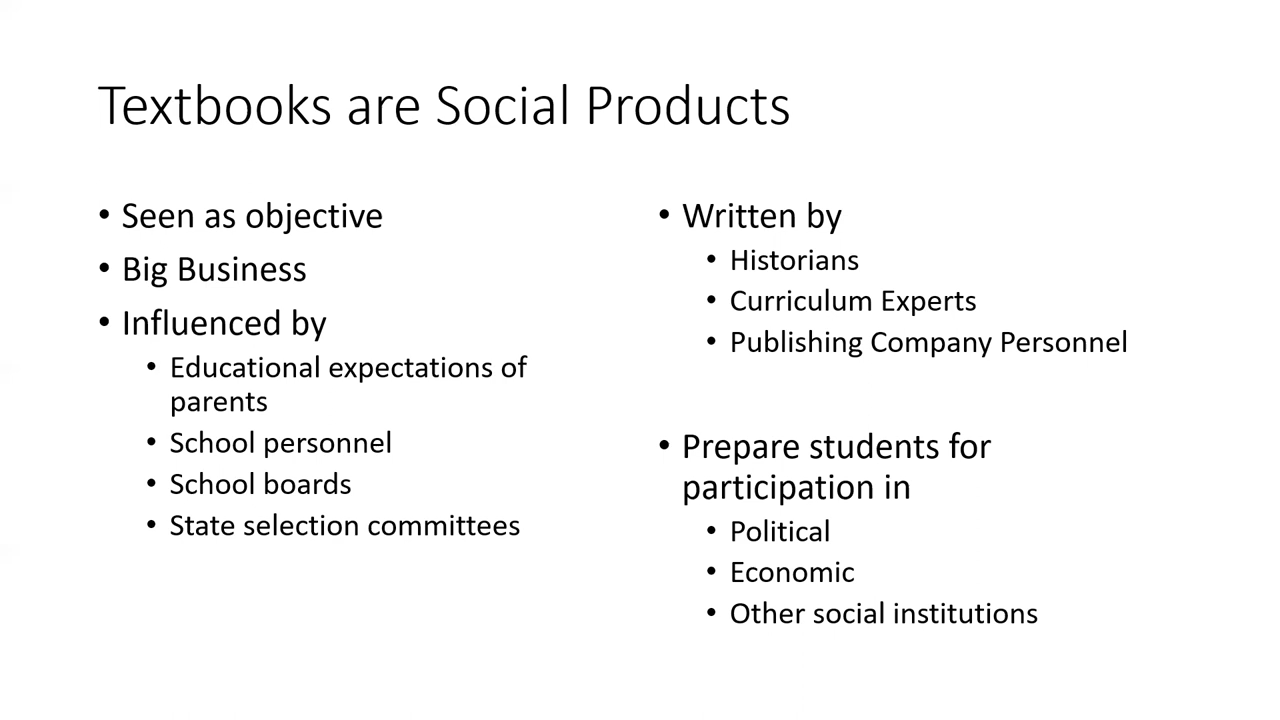 Textbooks are Social Products
• Seen as objective
• Big Business
• Influenced by
• Educational expectations of
parents
• School personnel
• School boards
• State selection committees
• Written by
• Historians
• Curriculum Experts
• Publishing Company Personnel
• Prepare students for
participation in
• Political
• Economic
• Other social institutions